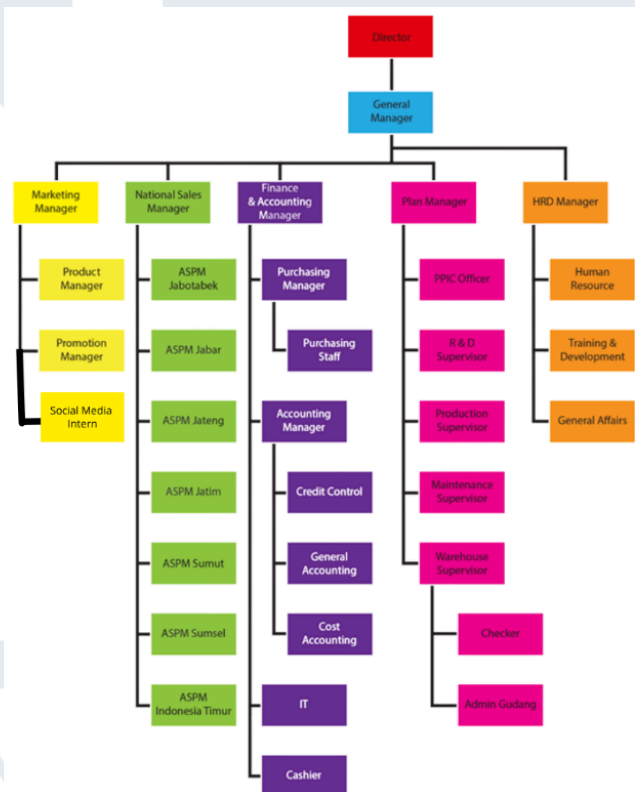 Director
General
Manager
Marketing
Manager
National Sales
Manager
Finance
& Accounting
Manager
Plan Manager
HRD Manager
Product
Manager
Promotion
Manager
Social Media
Intern
ASPM
Jabotabek
ASPM Jabar
ASPM Jateng
ASPM Jatim
ASPM Sumut
ASPM Sumsel
ASPM
Indonesia Timur
Purchasing
Manager
Purchasing
Staff
Accounting
Manager
Credit Control
General
Accounting
Cost
Accounting
IT
Cashier
PPIC Officer
R & D
Supervisor
Production
Supervisor
Maintenance
Supervisor
Warehouse
Supervisor
Checker
Admin Gudang
Human
Resource
Training &
Development
General Affairs